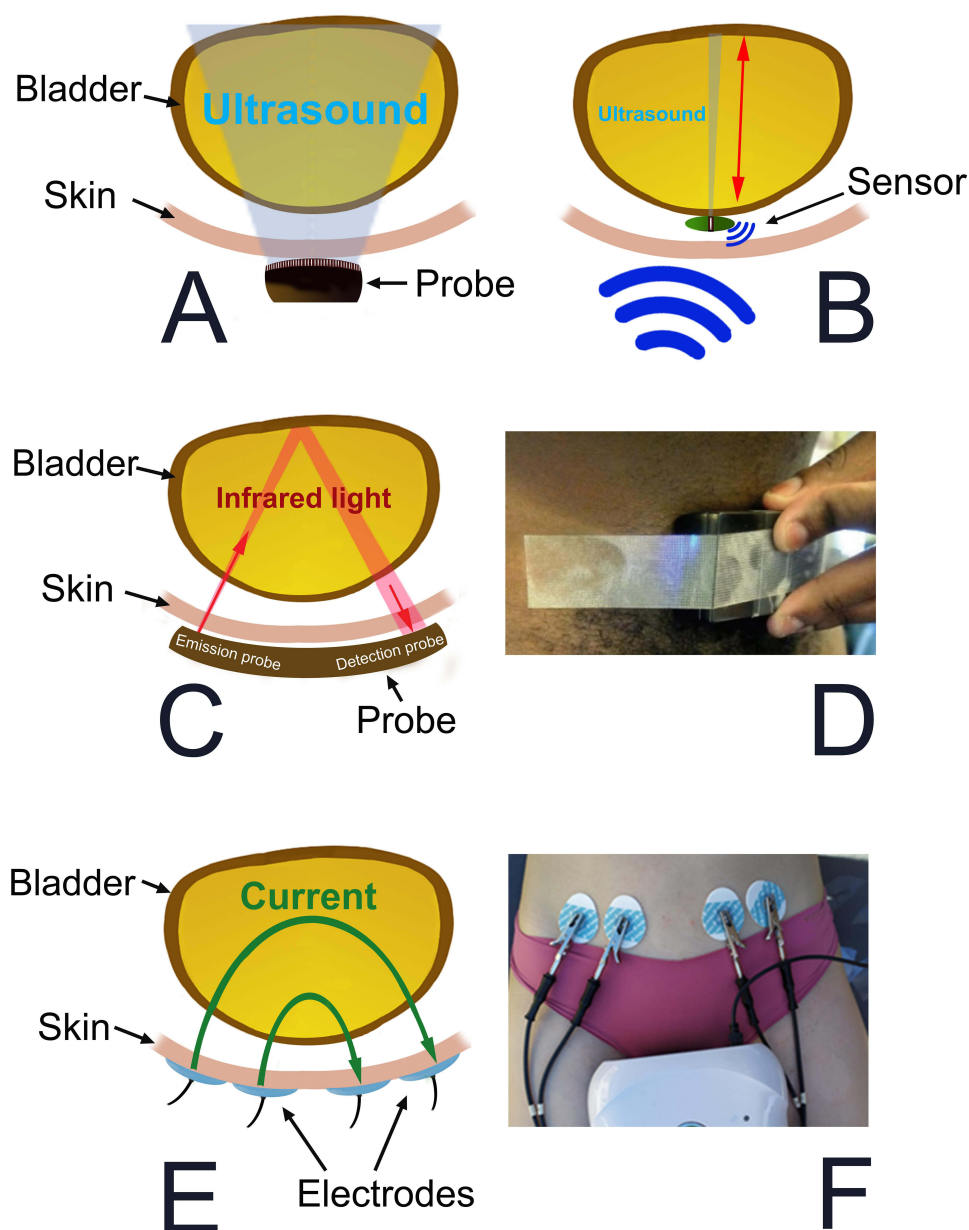 Bladder
Ultrasound
Skin
Probe
A
Ultrasound
Sensor
B
Bladder
Infrared light
Skin
Emission probe
Detection probe
Probe
C
D
Bladder
Current
Skin
Electrodes
E
F